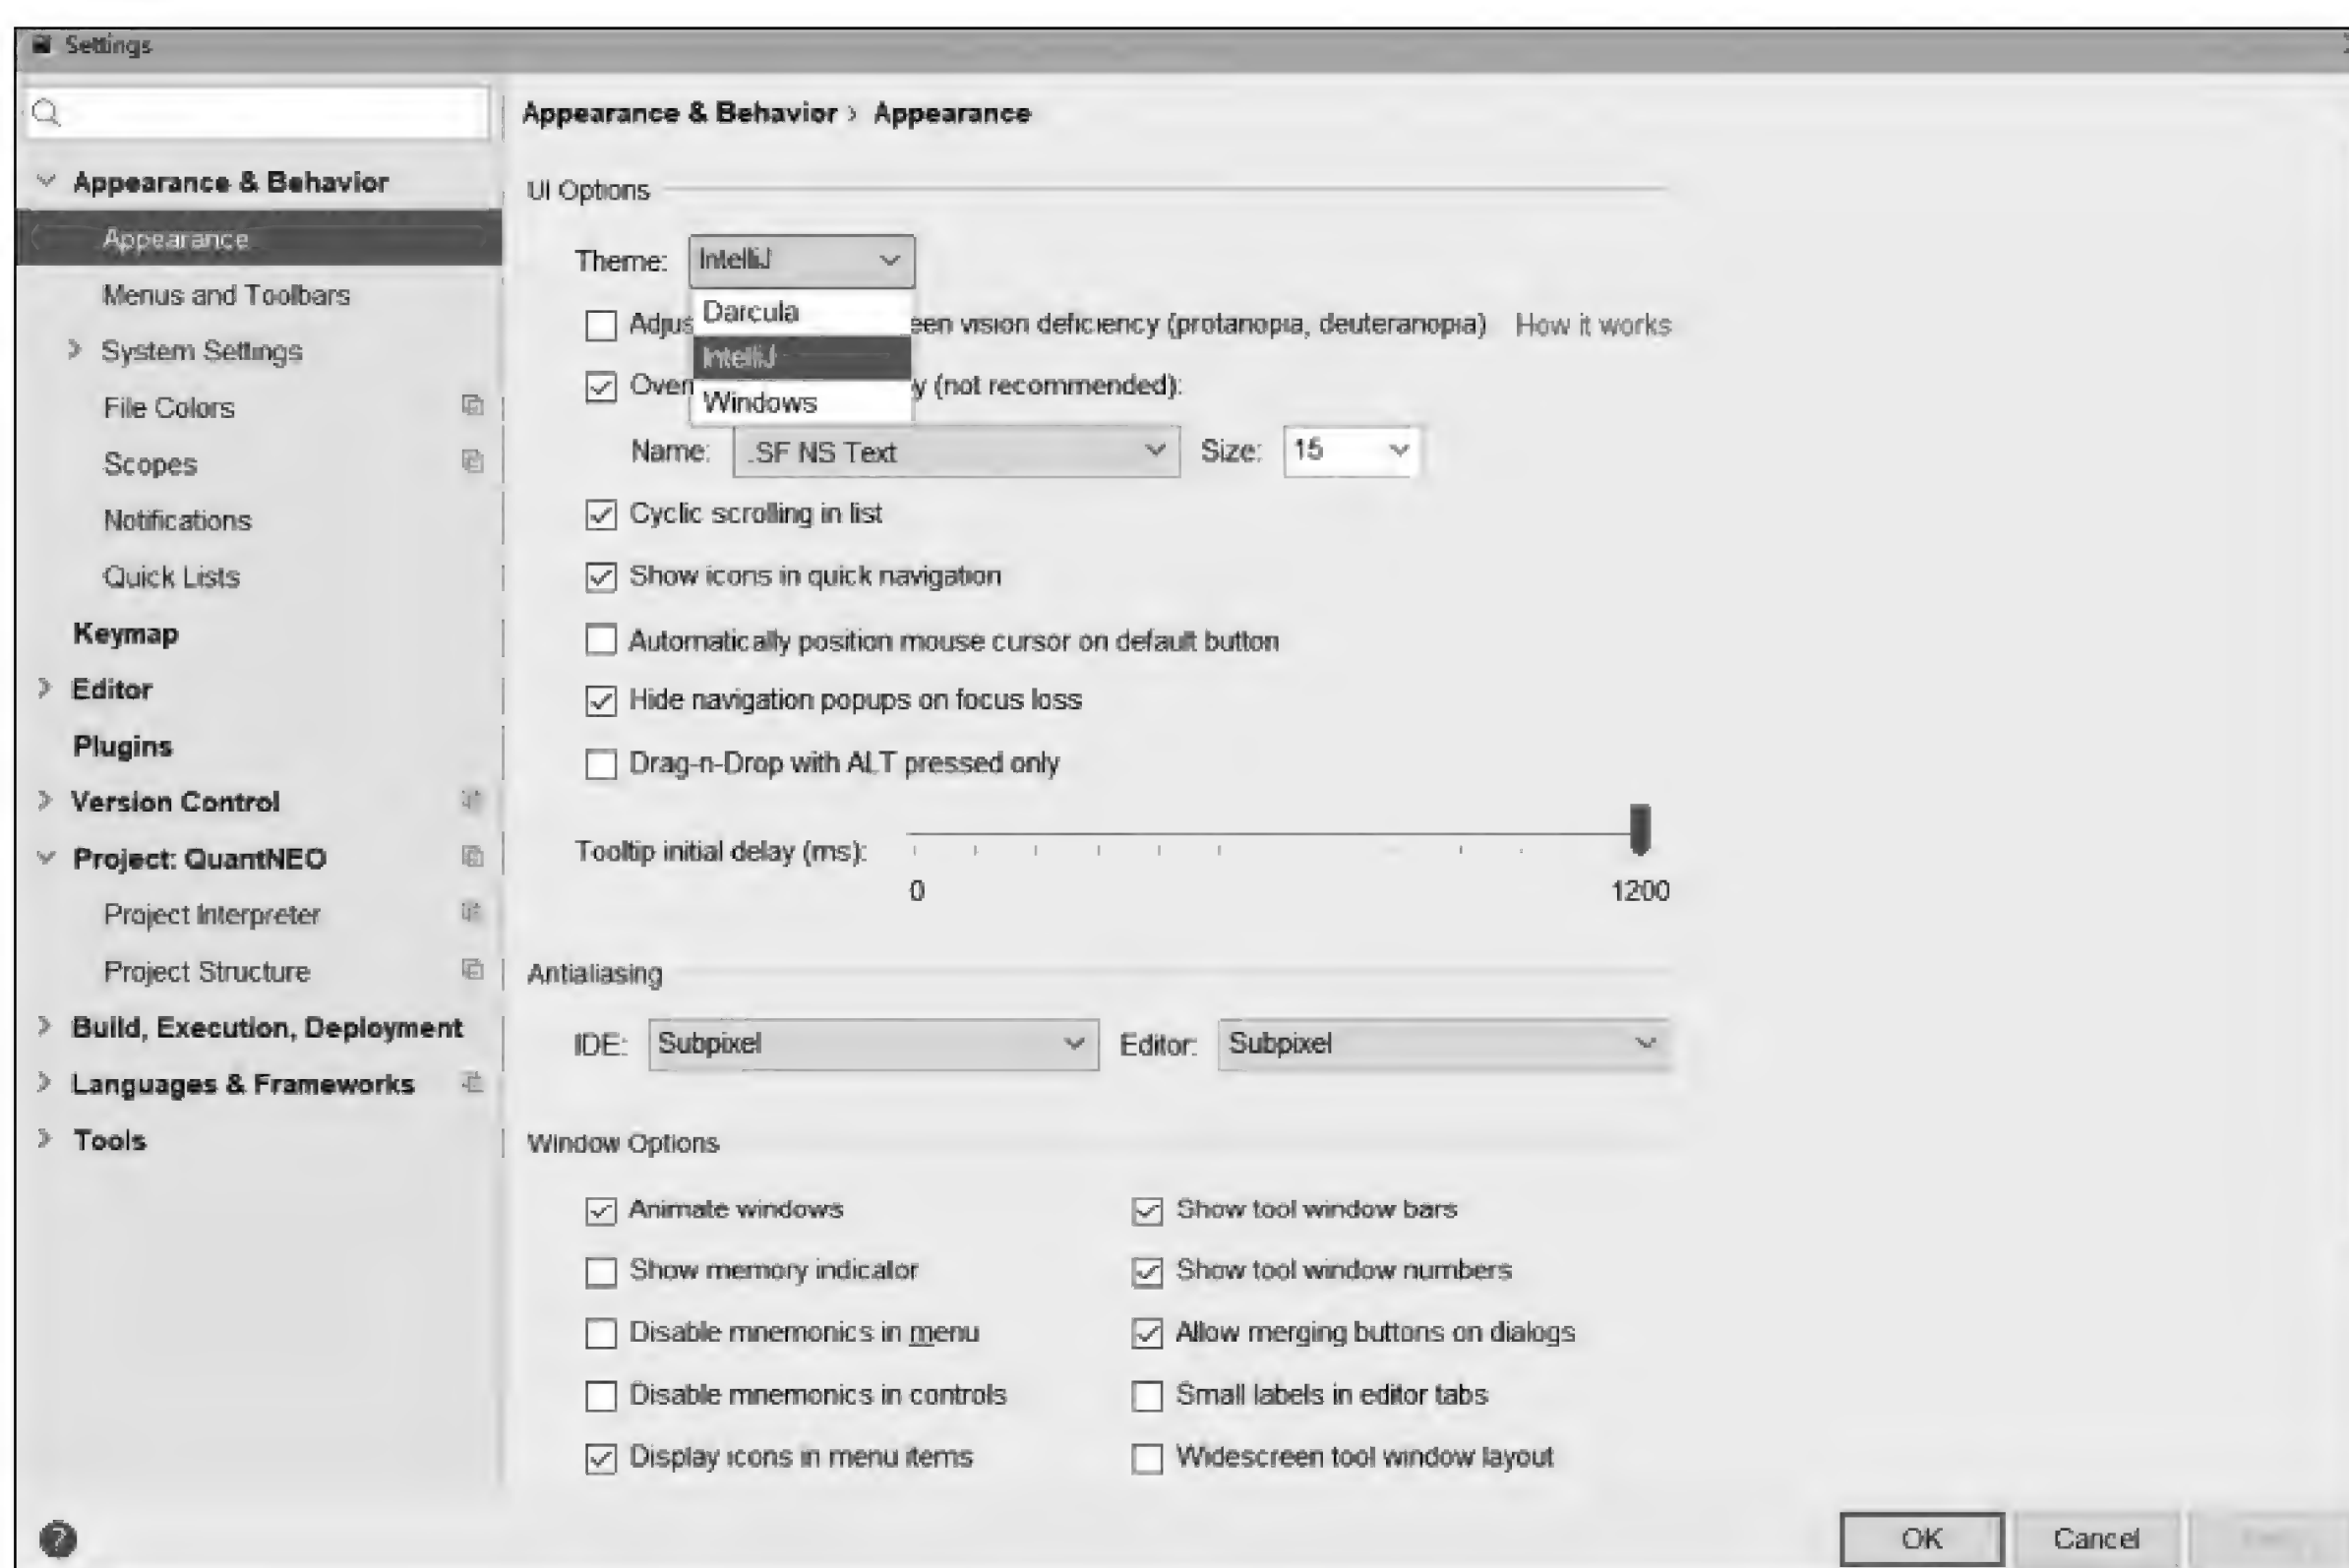 Settings
Appearance & Behavior › Appearance
Appearance & Behavior
Appearance
Menus and Toolbars
System Settings
File Colors
Scopes
Notifications
Quick Lists
Keymap
Editor
Plugins
Version Control
Project: QuantNEO
Project Interpreter
Project Structure
Build, Execution, Deployment
Languages & Frameworks
Tools
UI Options
Theme: IntelliJ
Darcula
IntelliJ
Windows
Adjus een vision deficiency (protanopia, deuteranopia) How it works
Over y (not recommended):
Name: .SF NS Text Size: 15
Cyclic scrolling in list
Show icons in quick navigation
Automatically position mouse cursor on default button
Hide navigation popups on focus loss
Drag-n-Drop with ALT pressed only
Tooltip initial delay (ms):
0 1200
Antialiasing
IDE: Subpixel Editor: Subpixel
Window Options
Animate windows Show tool window bars
Show memory indicator Show tool window numbers
Disable mnemonics in menu Allow merging buttons on dialogs
Disable mnemonics in controls Small labels in editor tabs
Display icons in menu items Widescreen tool window layout
? OK Cancel